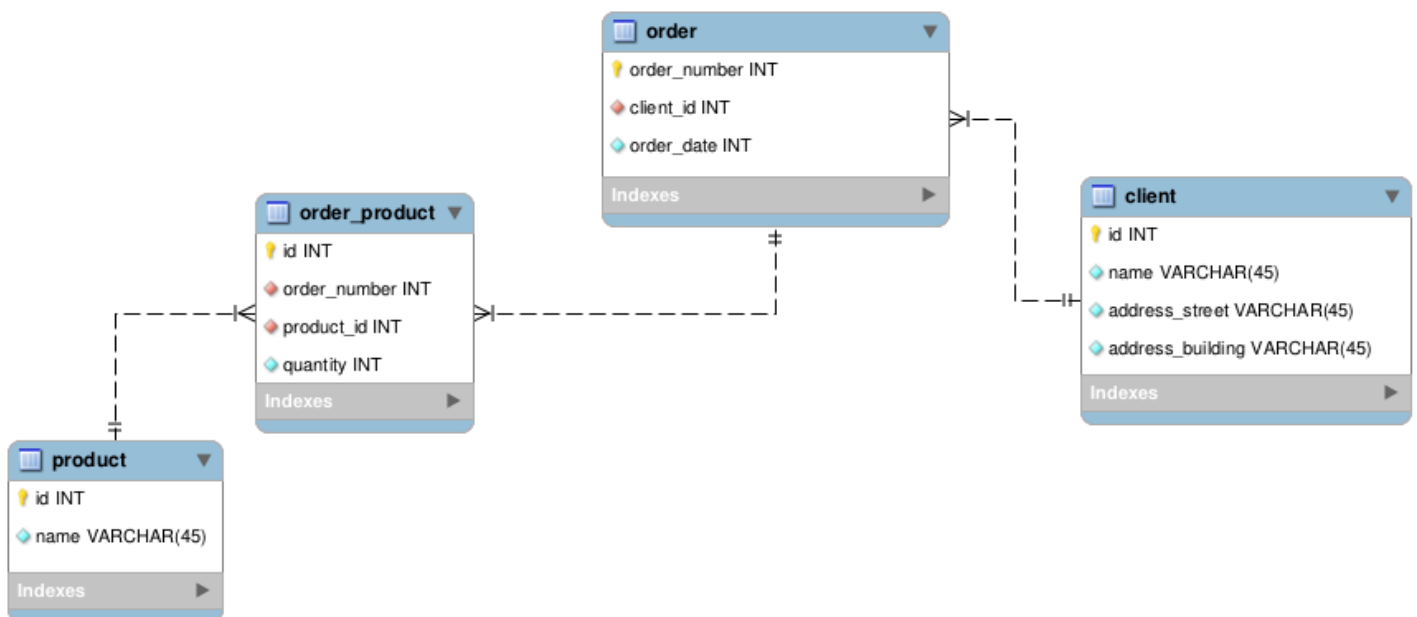 order
order_number INT
client_id INT
order_date INT
Indexes
order_product
id INT
order_number INT
product_id INT
quantity INT
Indexes
client
id INT
name VARCHAR(45)
address_street VARCHAR(45)
address_building VARCHAR(45)
Indexes
product
id INT
name VARCHAR(45)
Indexes